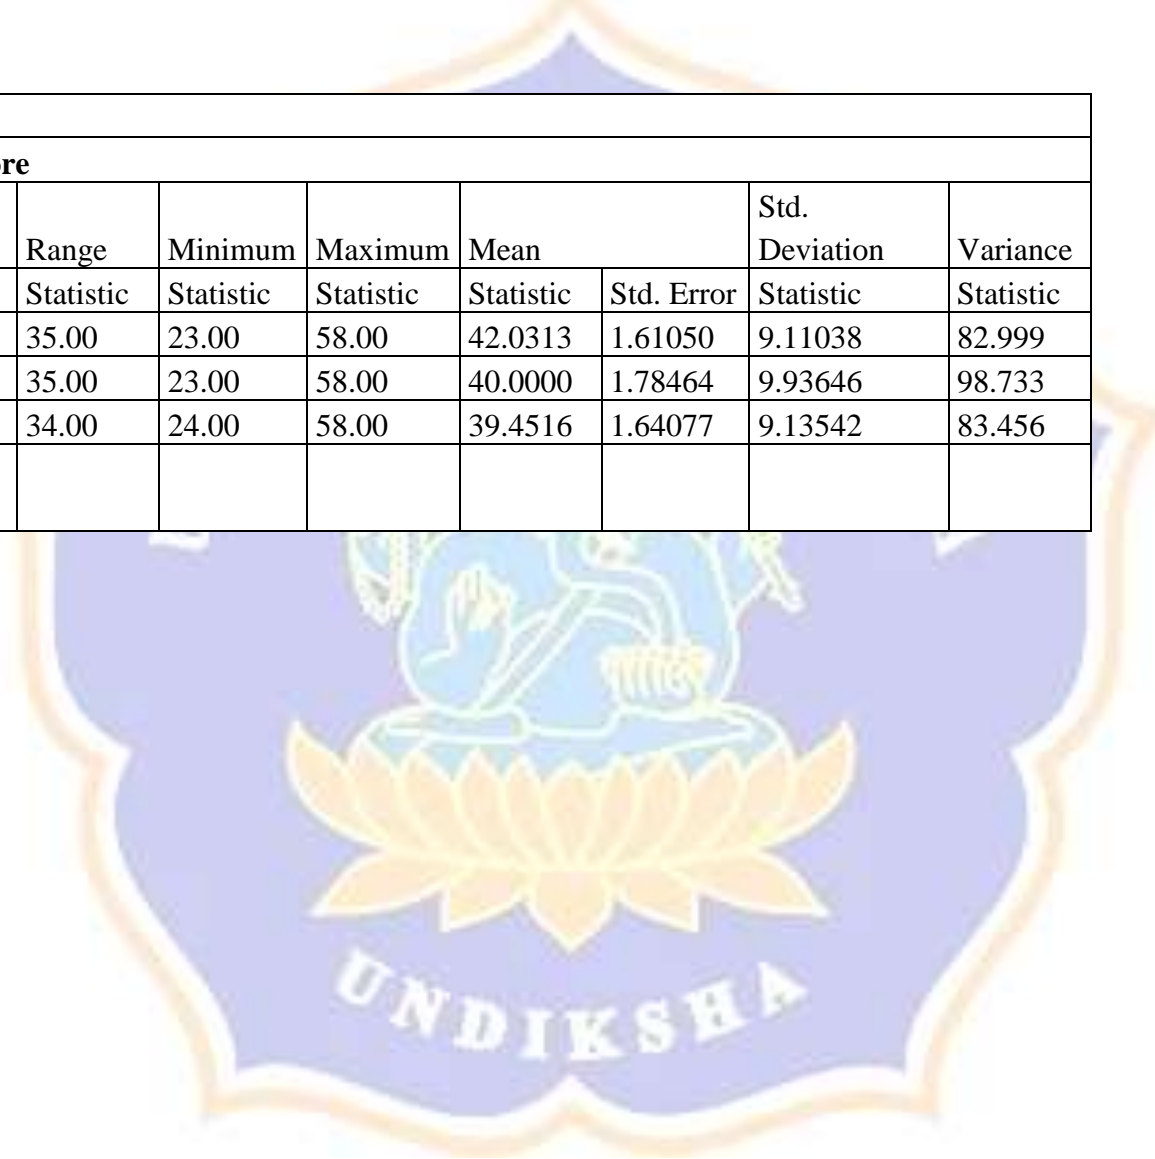 re
Std.
Range Minimum Maximum Mean Deviation Variance
Statistic Statistic Statistic Statistic Std. Error Statistic Statistic
35.00 23.00 58.00 42.0313 1.61050 9.11038 82.999
35.00 23.00 58.00 40.0000 1.78464 9.93646 98.733
34.00 24.00 58.00 39.4516 1.64077 9.13542 83.456
UNDIKSHA